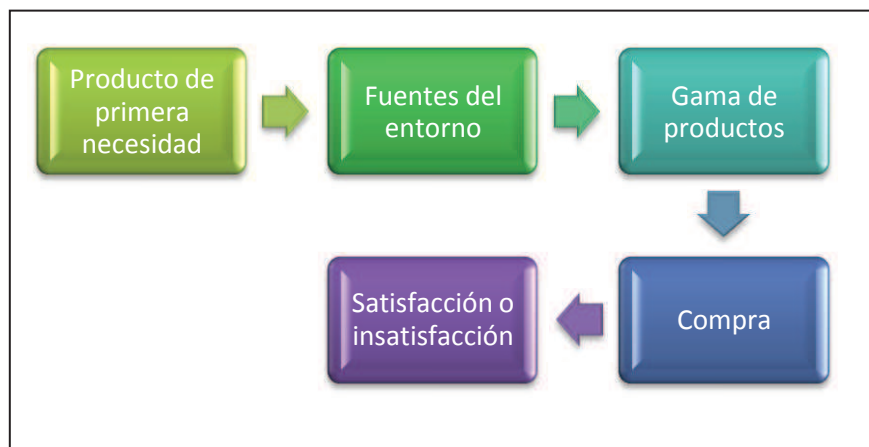 Producto de
primera
necesidad
Fuentes del
entorno
Gama de
productos
Compra
Satisfacción o
insatisfacción